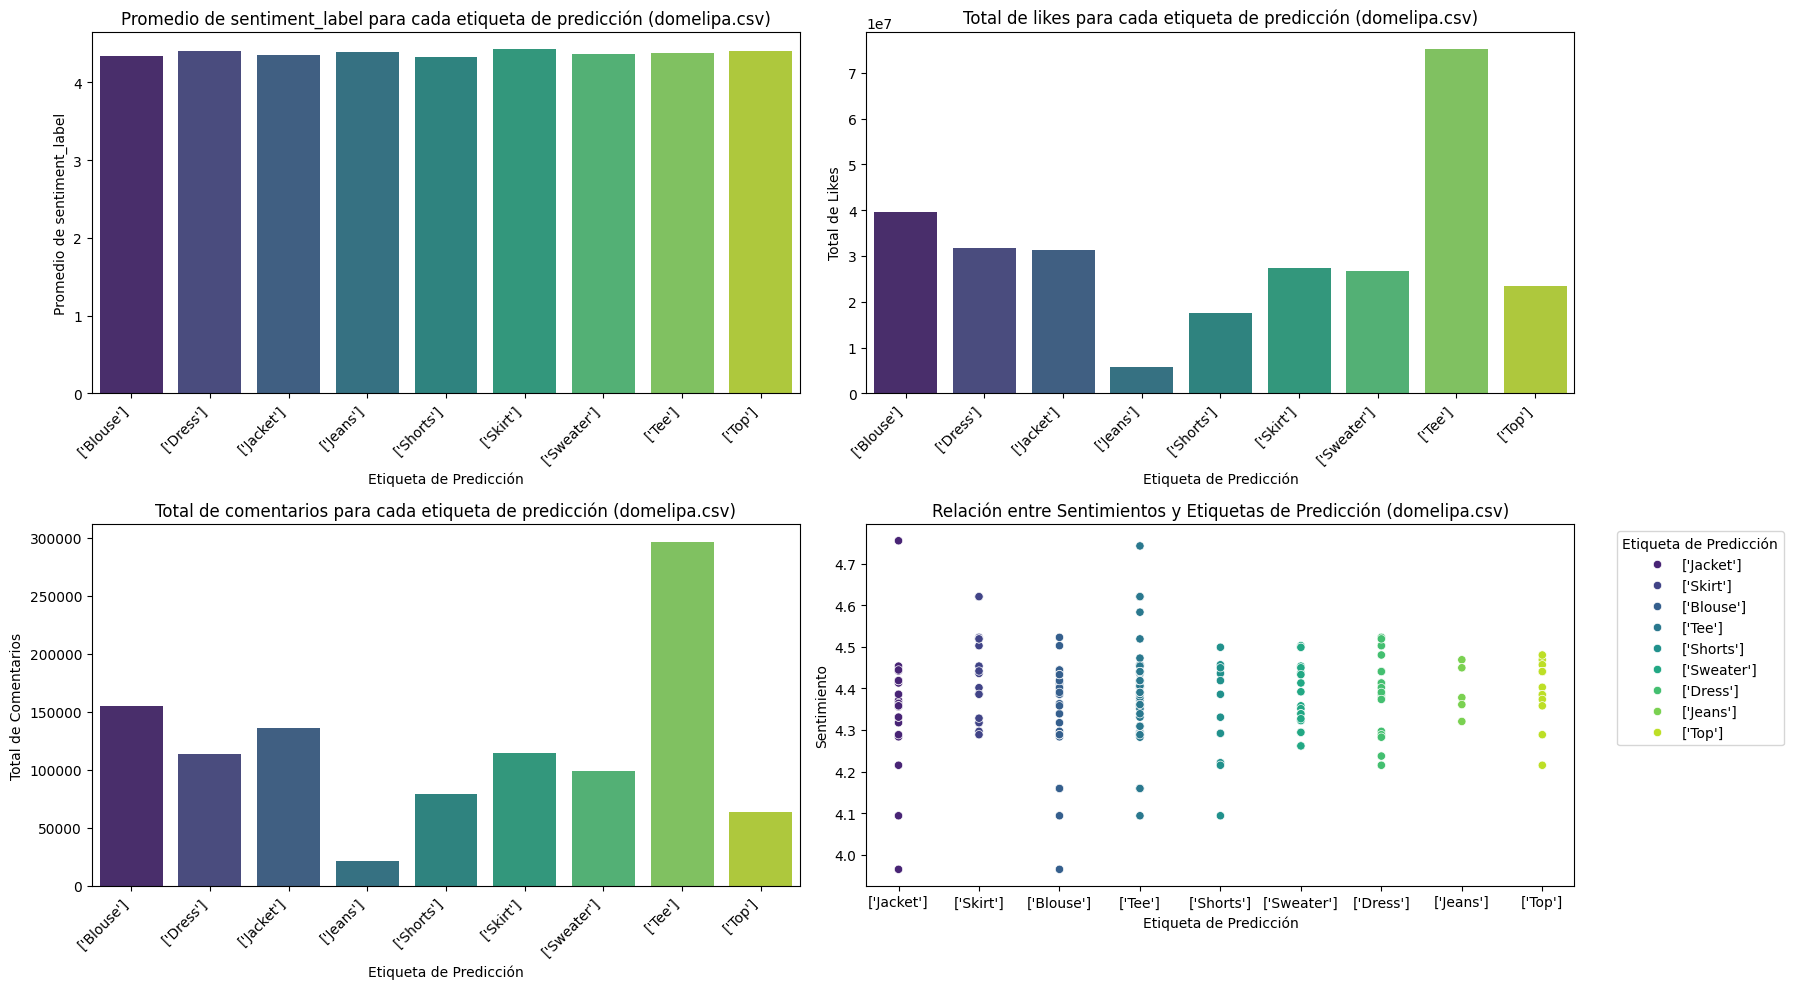 Promedio de sentiment_label para cada etiqueta de predicción (domelipa.csv)
Promedio de sentiment_label
4
3
2
1
0
['Blouse']
['Dress']
['Jacket']
['Jeans']
['Shorts']
['Skirt']
['Sweater']
['Tee']
['Top']
Etiqueta de Predicción
Total de likes para cada etiqueta de predicción (domelipa.csv)
1e7
Total de Likes
7
6
5
4
3
2
1
0
['Blouse']
['Dress']
['Jacket']
['Jeans']
['Shorts']
['Skirt']
['Sweater']
['Tee']
['Top']
Etiqueta de Predicción
Total de comentarios para cada etiqueta de predicción (domelipa.csv)
Total de Comentarios
300000
250000
200000
150000
100000
50000
0
['Blouse']
['Dress']
['Jacket']
['Jeans']
['Shorts']
['Skirt']
['Sweater']
['Tee']
['Top']
Etiqueta de Predicción
Relación entre Sentimientos y Etiquetas de Predicción (domelipa.csv)
Sentimiento
4.7
4.6
4.5
4.4
4.3
4.2
4.1
4.0
['Jacket'] ['Skirt'] ['Blouse'] ['Tee'] ['Shorts'] ['Sweater'] ['Dress'] ['Jeans'] ['Top']
Etiqueta de Predicción
Etiqueta de Predicción
['Jacket']
['Skirt']
['Blouse']
['Tee']
['Shorts']
['Sweater']
['Dress']
['Jeans']
['Top']